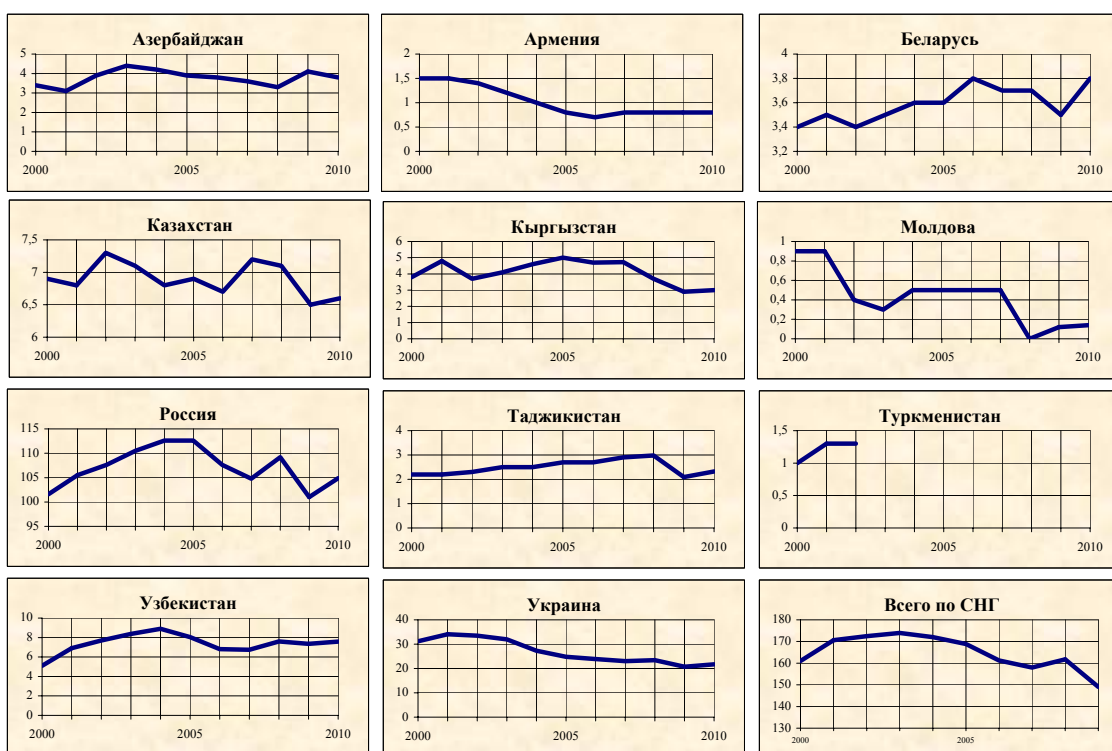 Азербайджан
5
4
3
2
1
0
2000 2005 2010
Армения
2
1,5
1
0,5
0
2000 2005 2010
Беларусь
4
3,8
3,6
3,4
3,2
2000 2005 2010
Казахстан
7,5
7
6,5
6
2000 2005 2010
Кыргызстан
6
5
4
3
2
1
0
2000 2005 2010
Молдова
1
0,8
0,6
0,4
0,2
0
2000 2005 2010
Россия
115
110
105
100
95
2000 2005 2010
Таджикистан
4
3
2
1
0
2000 2005 2010
Туркменистан
1,5
1
0,5
0
2000 2005 2010
Узбекистан
10
8
6
4
2
0
2000 2005 2010
Украина
40
30
20
10
0
2000 2005 2010
Всего по СНГ
180
170
160
150
140
130
2000 2005